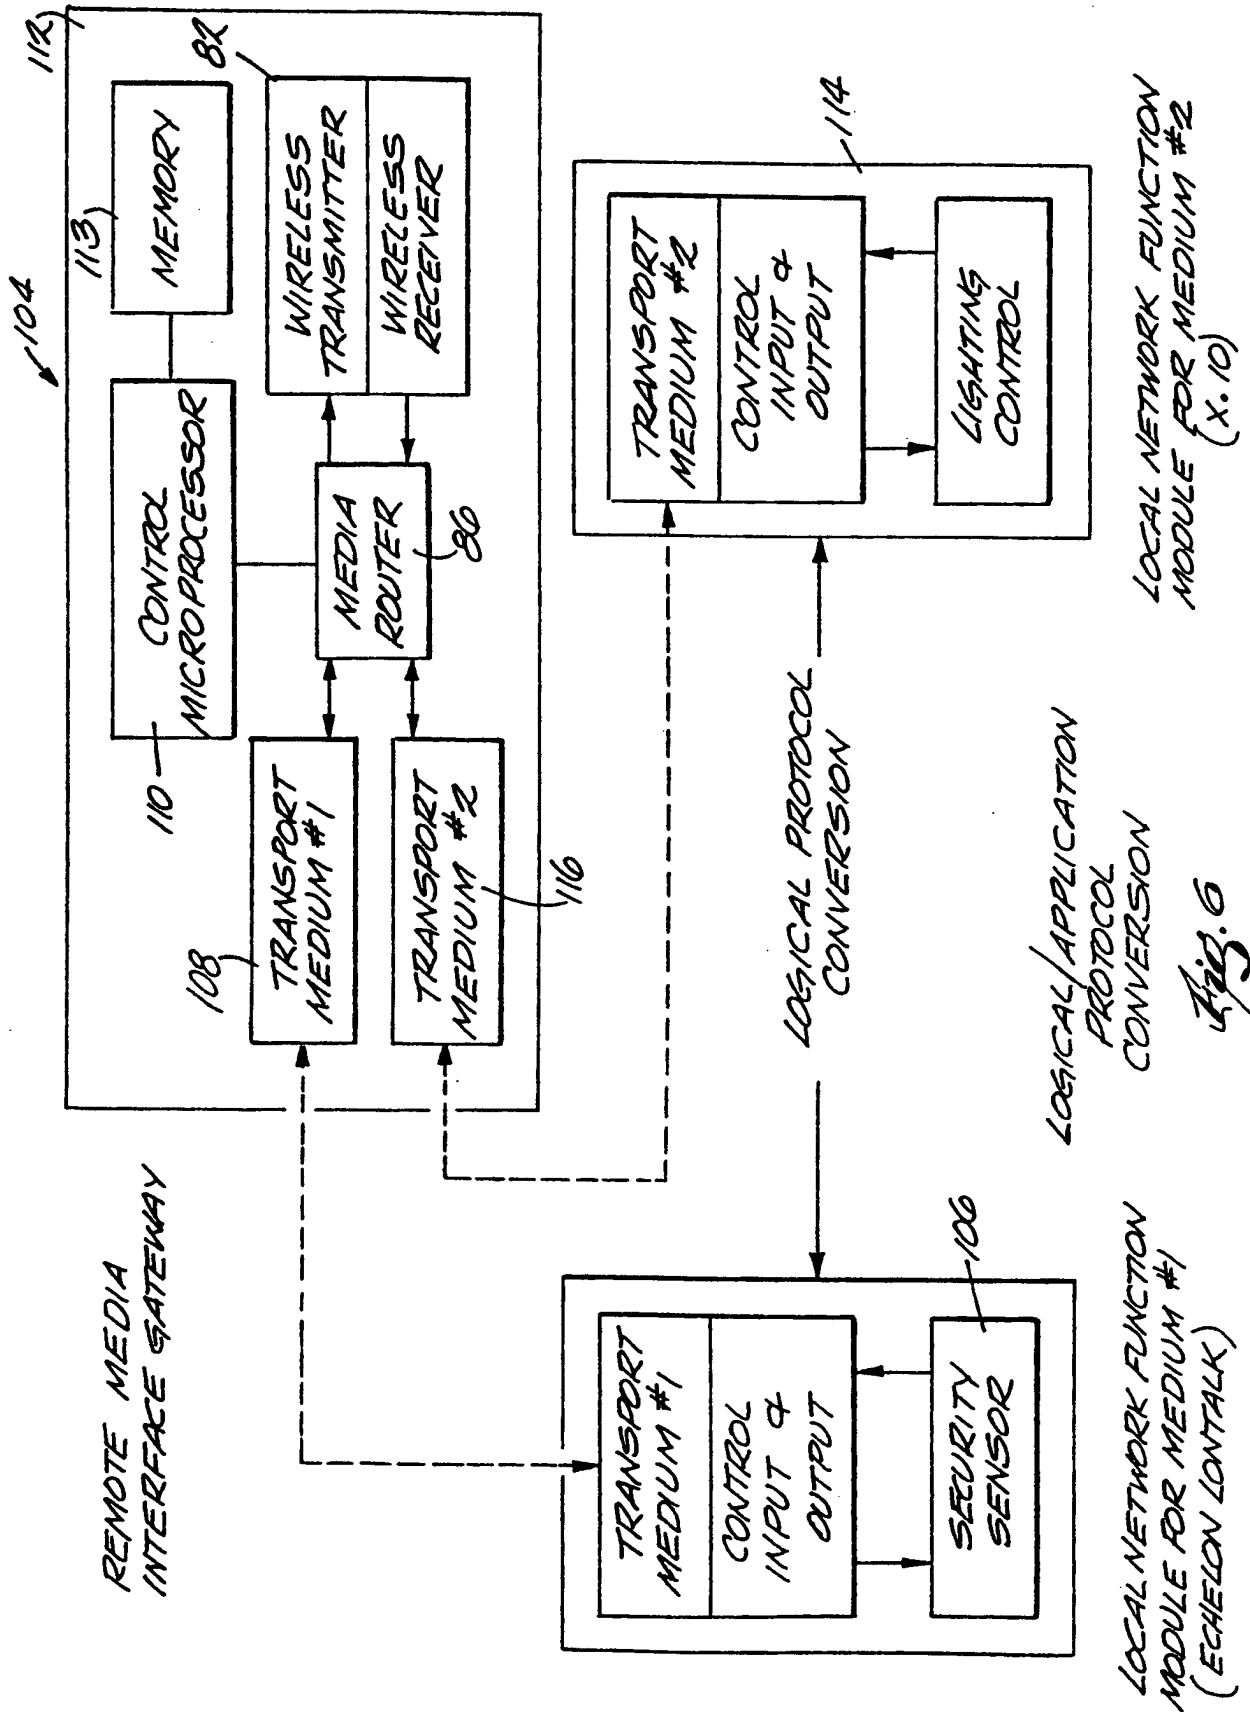 REMOTE MEDIA
INTERFACE GATEWAY
104
112
110
CONTROL
MICROPROCESSOR
113
MEMORY
108
TRANSPORT
MEDIUM #1
TRANSPORT
MEDIUM #2
116
MEDIA
ROUTER
86
82
WIRELESS
TRANSMITTER
WIRELESS
RECEIVER
TRANSPORT
MEDIUM #1
CONTROL
INPUT &
OUTPUT
SECURITY
SENSOR
106
LOGICAL PROTOCOL
CONVERSION
TRANSPORT
MEDIUM #2
CONTROL
INPUT &
OUTPUT
LIGHTING
CONTROL
114
LOCAL NETWORK FUNCTION
MODULE FOR MEDIUM #1
(ECHELON LONTALK)
LOGICAL/APPLICATION
PROTOCOL
CONVERSION
LOCAL NETWORK FUNCTION
MODULE FOR MEDIUM #2
(X.10)
Fig. 6